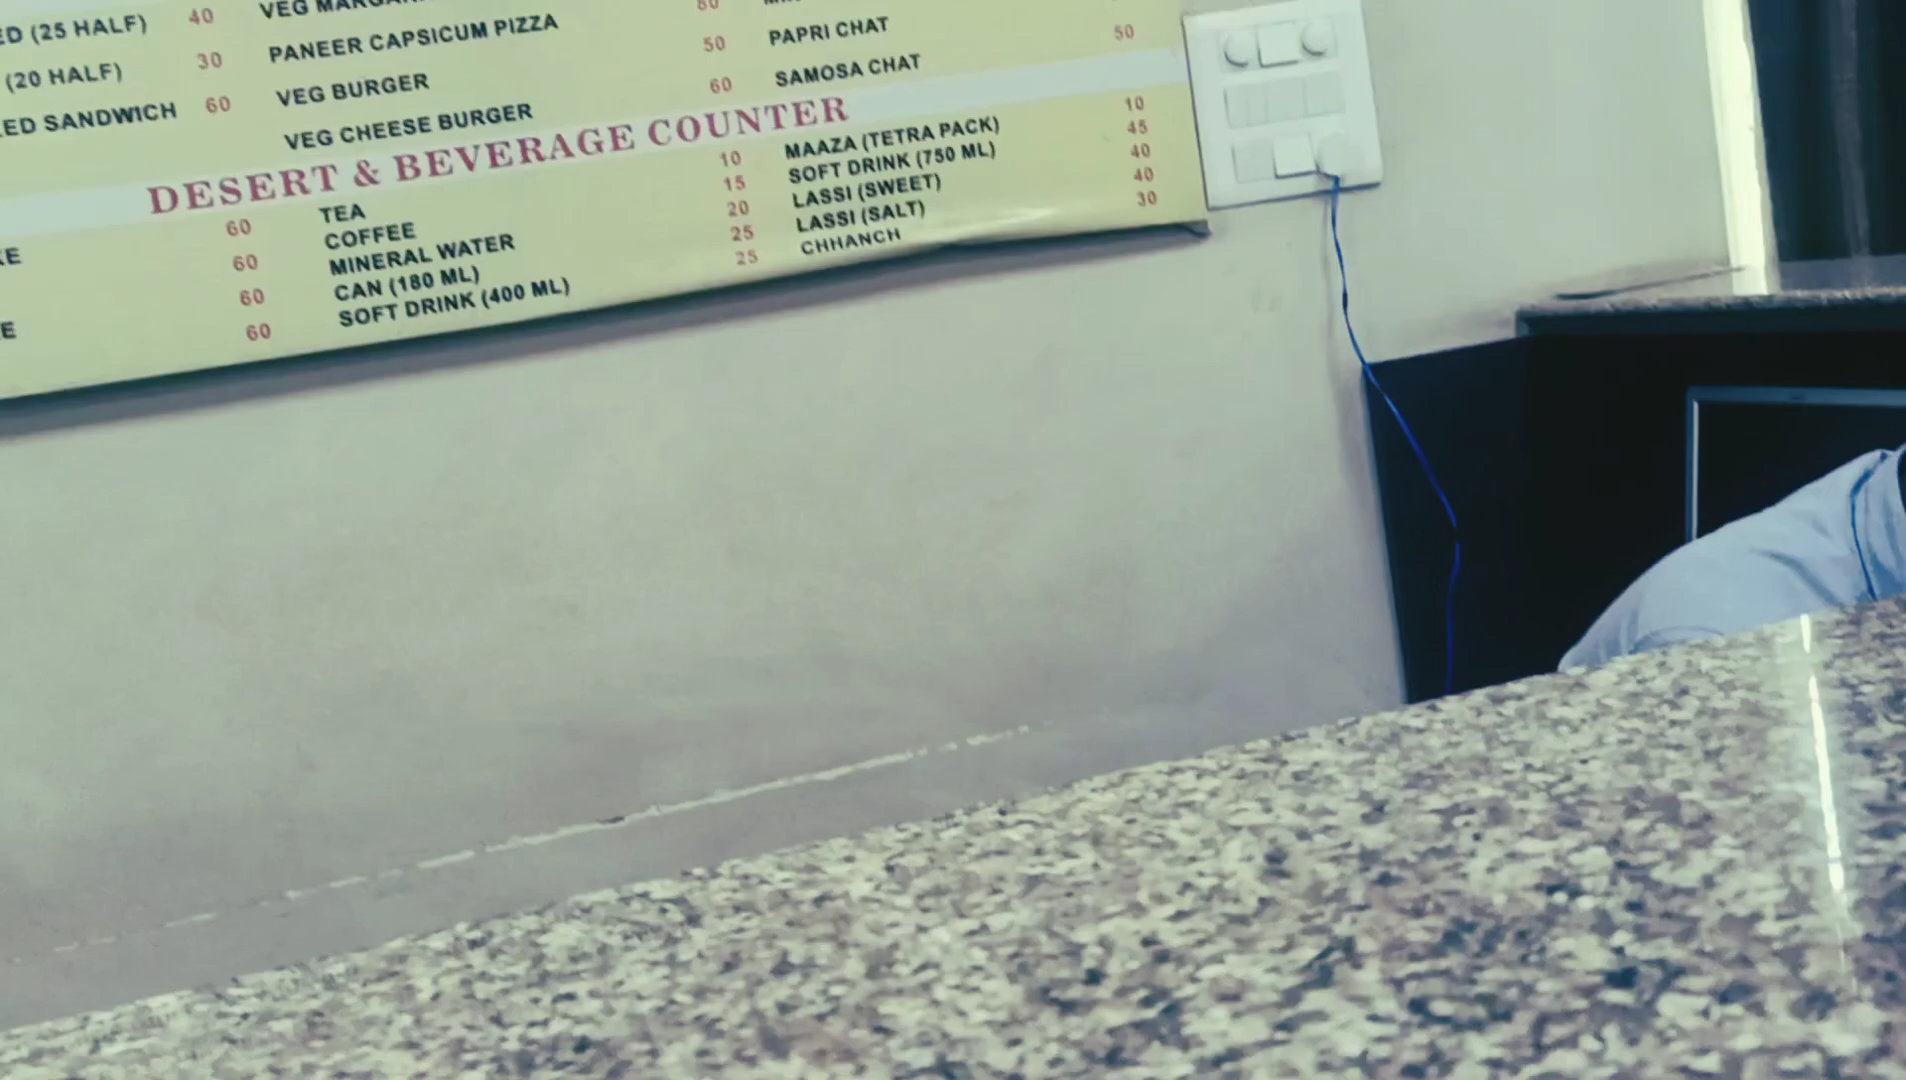 ED (25 HALF) 40 VEG 80
(20 HALF) 30 PANEER CAPSICUM PIZZA 50 PAPRI CHAT 50
ED SANDWICH 60 VEG BURGER 60 SAMOSA CHAT
VEG CHEESE BURGER
DESERT & BEVERAGE COUNTER
60 TEA 10 MAAZA (TETRA PACK) 10
KE 60 COFFEE 15 SOFT DRINK (750 ML) 45
60 MINERAL WATER 20 LASSI (SWEET) 40
E 60 CAN (180 ML) 25 LASSI (SALT) 40
SOFT DRINK (400 ML) 25 CHHANCH 30